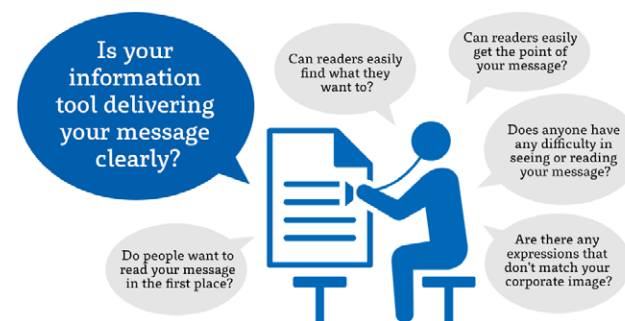 Is your
information
tool delivering
your message
clearly?
Can readers easily
find what they
want to?
Can readers easily
get the point of
your message?
Does anyone have
any difficulty in
seeing or reading
your message?
Do people want to
read your message
in the first place?
Are there any
expressions that
don't match your
corporate image?